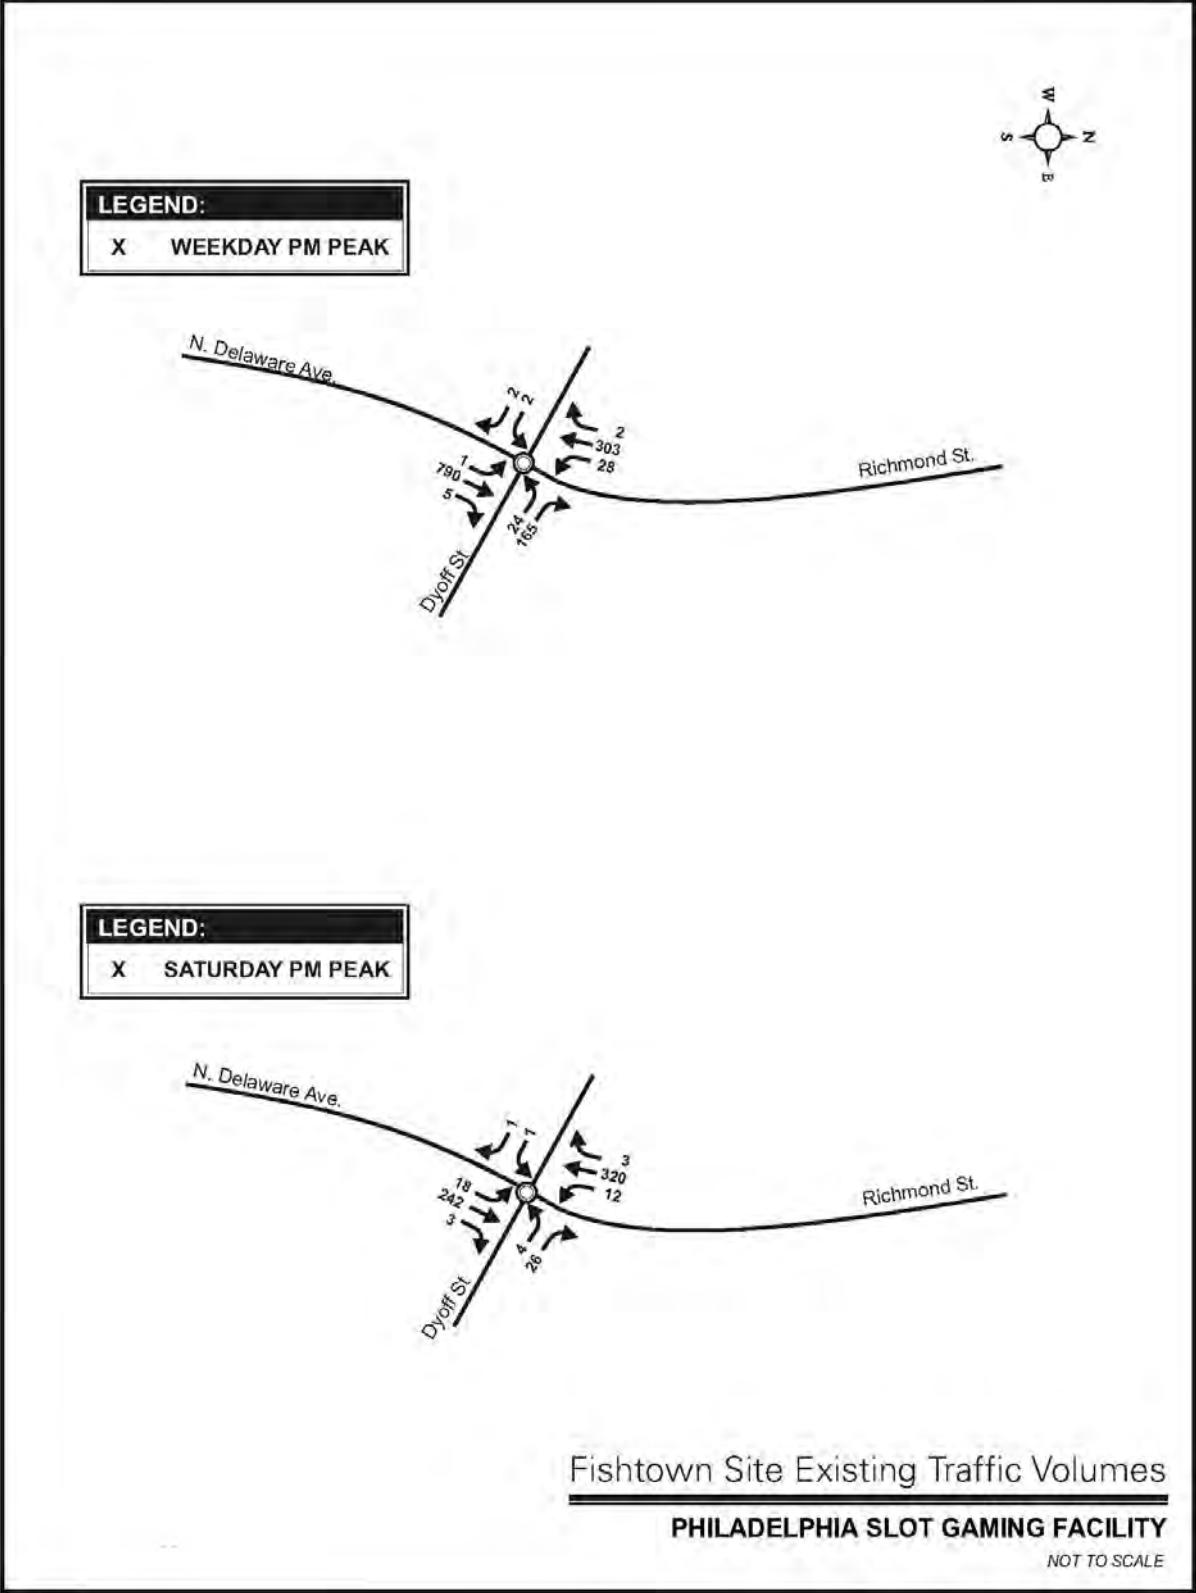 W
S N
E
LEGEND:
X WEEKDAY PM PEAK
N. Delaware Ave.
2 2
2
303
28
1
790
5
24
165
Richmond St.
Dyoff St
LEGEND:
X SATURDAY PM PEAK
N. Delaware Ave.
1 1
3
320
12
18
242
3
4
26
Richmond St.
Dyoff St
Fishtown Site Existing Traffic Volumes
PHILADELPHIA SLOT GAMING FACILITY
NOT TO SCALE